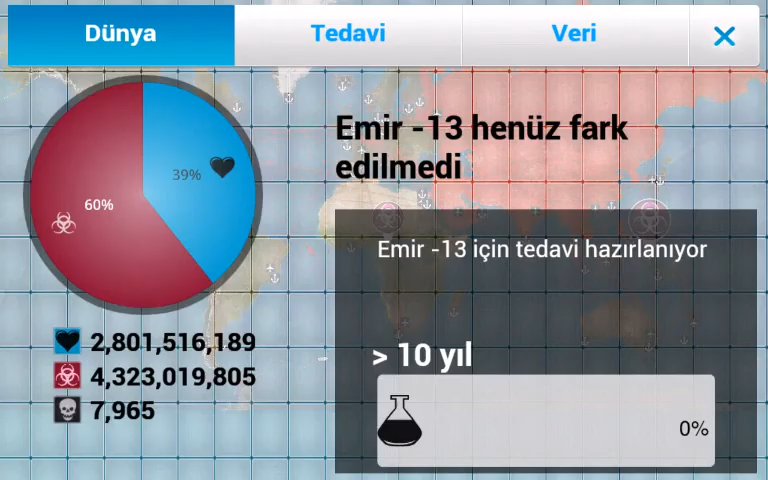 Dünya
Tedavi
Veri
Emir -13 henüz fark
edilmedi
39%
60%
Emir -13 için tedavi hazırlanıyor
2,801,516,189
> 10 yıl
4,323,019,805
7,965
0%